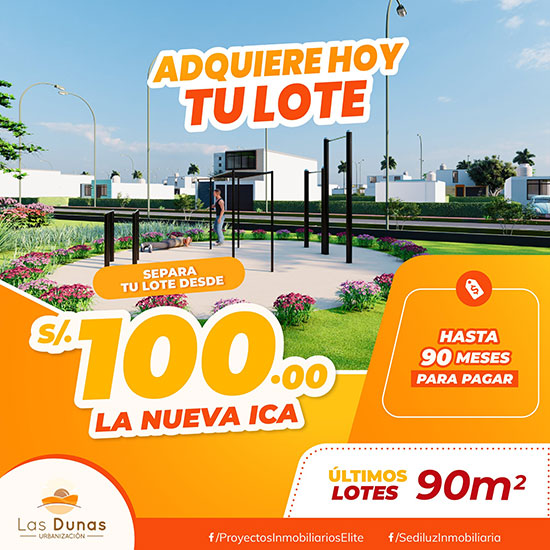 ADQUIERE HOY
TU LOTE
SEPARA
TU LOTE DESDE
S/.100.00
LA NUEVA ICA
HASTA
90 MESES
PARA PAGAR
ÚLTIMOS
LOTES 90m²
Las Dunas
URBANIZACIÓN
f/ProyectosInmobiliariosElite f/SediluzInmobiliaria